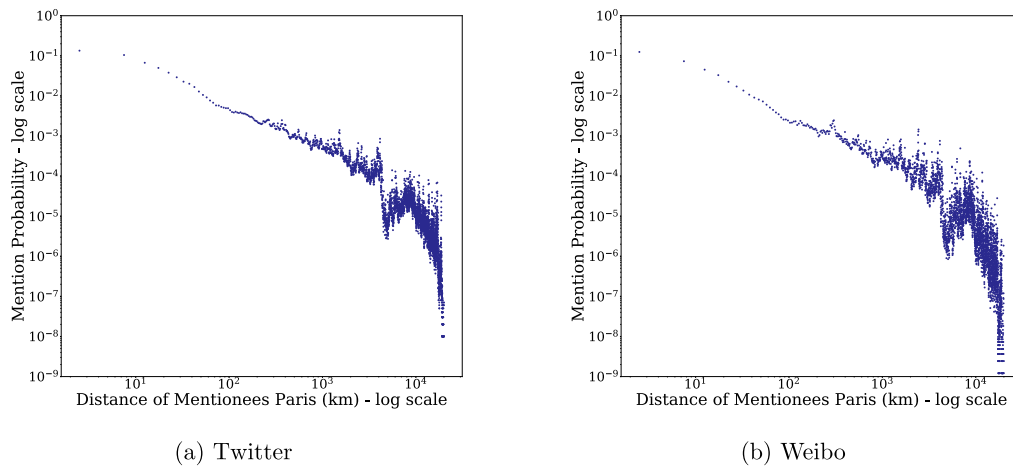 10⁰
10⁻¹
10⁻²
10⁻³
10⁻⁴
10⁻⁵
10⁻⁶
10⁻⁷
10⁻⁸
10⁻⁹
Mention Probability - log scale
10¹ 10² 10³ 10⁴
Distance of Mentionees Paris (km) - log scale
(a) Twitter
10⁰
10⁻¹
10⁻²
10⁻³
10⁻⁴
10⁻⁵
10⁻⁶
10⁻⁷
10⁻⁸
10⁻⁹
Mention Probability - log scale
10¹ 10² 10³ 10⁴
Distance of Mentionees Paris (km) - log scale
(b) Weibo